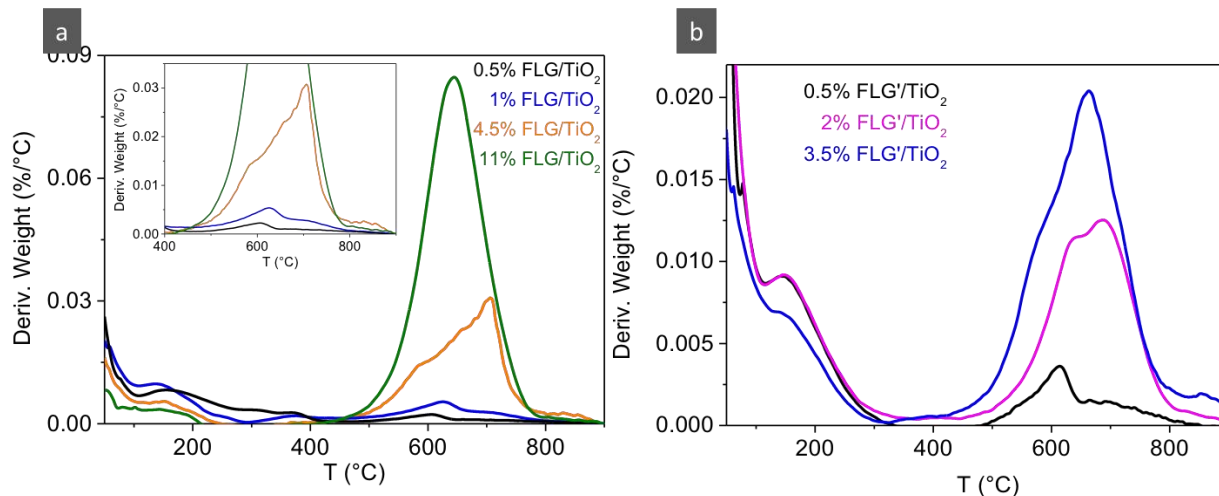 a
0.09
0.06
0.03
0.00
200
400
600
800
T (°C)
Deriv. Weight (%/°C)
0.5% FLG/TiO2
1% FLG/TiO2
4.5% FLG/TiO2
11% FLG/TiO2
0.03
0.02
0.01
0.00
400
600
800
T (°C)
Deriv. Weight (%/°C)
b
0.020
0.015
0.010
0.005
0.000
200
400
600
800
T (°C)
Deriv. Weight (%/°C)
0.5% FLG'/TiO2
2% FLG'/TiO2
3.5% FLG'/TiO2